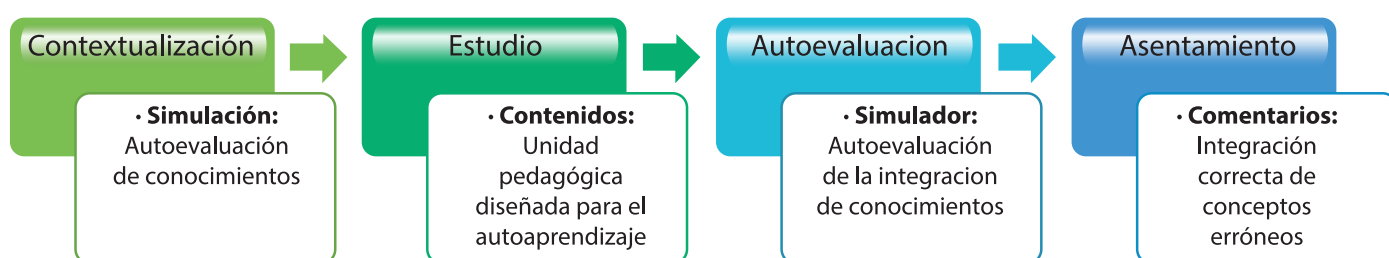 Contextualización
· Simulación:
Autoevaluación
de conocimientos
Estudio
· Contenidos:
Unidad
pedagógica
diseñada para el
autoaprendizaje
Autoevaluacion
· Simulador:
Autoevaluación
de la integracion
de conocimientos
Asentamiento
· Comentarios:
Integración
correcta de
conceptos
erróneos